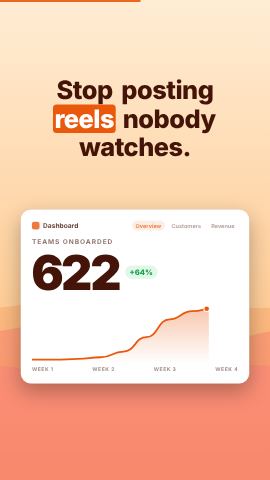 Stop posting
reels nobody
watches.
Dashboard
Overview Customers Revenue
TEAMS ONBOARDED
622 +64%
WEEK 1 WEEK 2 WEEK 3 WEEK 4